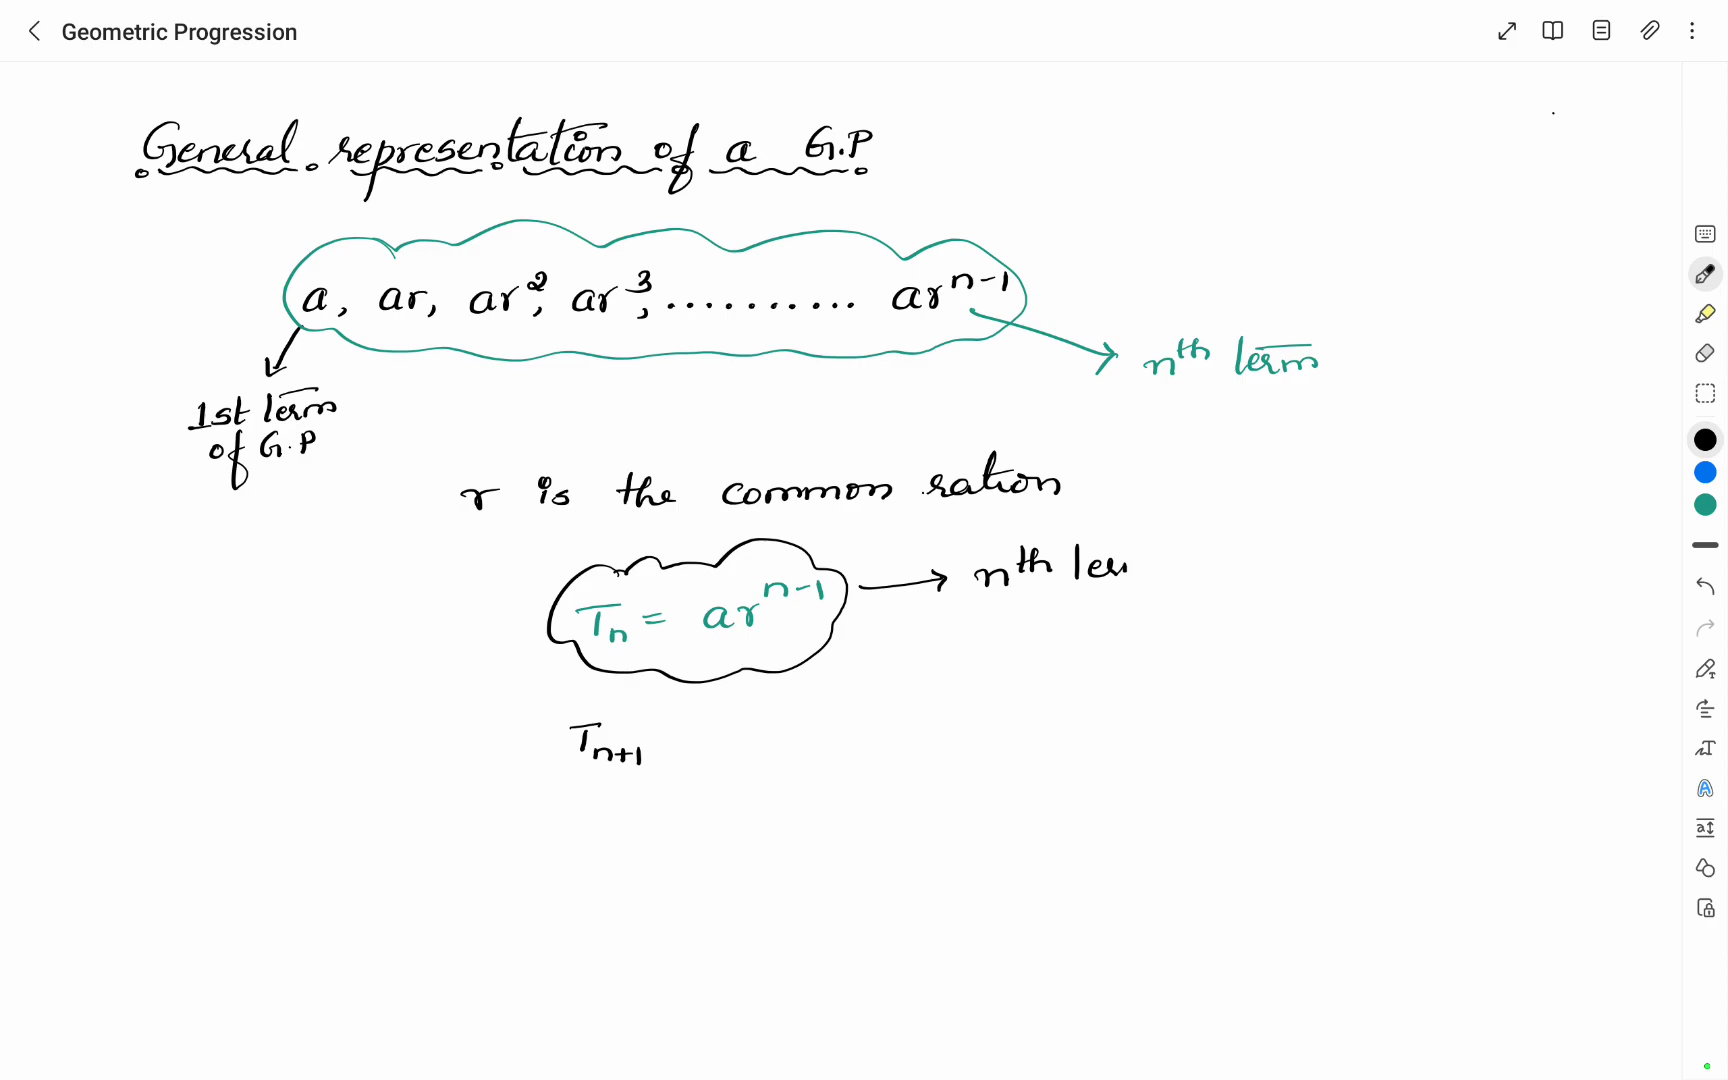 Geometric Progression
General representation of a G.P
a, ar, ar², ar³, .......... arⁿ⁻¹
nᵗʰ term
1st term
of G.P
r is the common ration
Tₙ = arⁿ⁻¹ → nᵗʰ ter
Tₙ₊₁